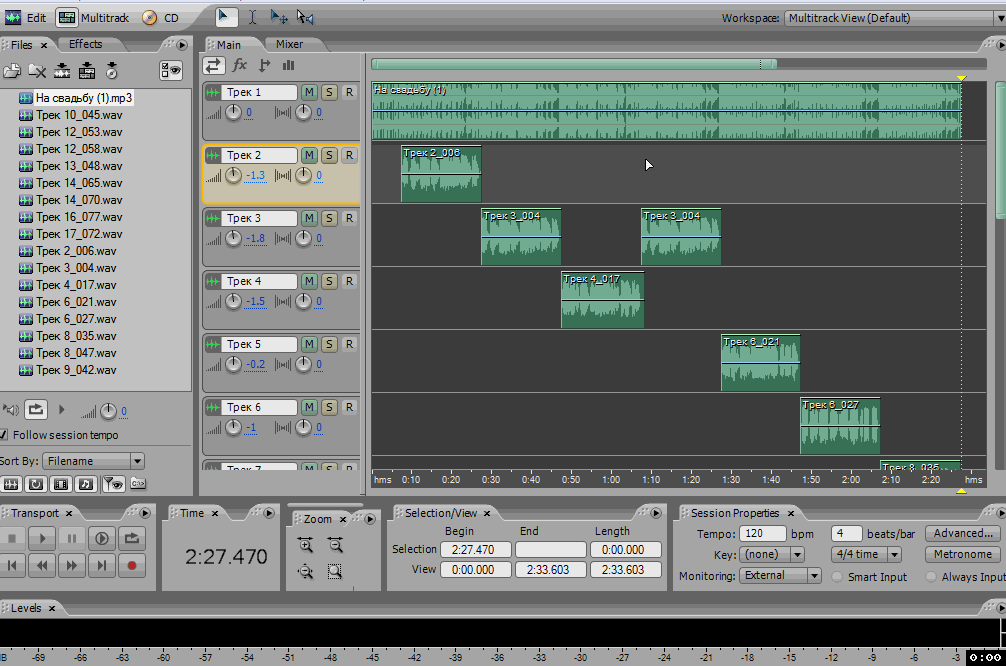 Edit Multitrack CD Workspace: Multitrack View (Default)
Files Effects Main Mixer
На свадьбу (1).mp3
Трек 10_045.wav
Трек 12_053.wav
Трек 12_058.wav
Трек 13_048.wav
Трек 14_065.wav
Трек 14_070.wav
Трек 16_077.wav
Трек 17_072.wav
Трек 2_006.wav
Трек 3_004.wav
Трек 4_017.wav
Трек 6_021.wav
Трек 6_027.wav
Трек 8_035.wav
Трек 8_047.wav
Трек 9_042.wav
0
Follow session tempo
Sort By: Filename
fx
Трек 1 M S R
0 0
На свадьбу (1)
Трек 2 M S R
-1.3 0
Трек 2_006
Трек 3 M S R
-1.8 0
Трек 3_004 Трек 3_004
Трек 4 M S R
-1.5 0
Трек 4_017
Трек 5 M S R
-0.2 0
Трек 6_021
Трек 6 M S R
-1 0
Трек 6_027
Трек 7 M S R
Трек 8_035
hms 0:10 0:20 0:30 0:40 0:50 1:00 1:10 1:20 1:30 1:40 1:50 2:00 2:10 2:20 hms
Transport
Time
2:27.470
Zoom
Selection/View
Begin End Length
Selection 2:27.470 0:00.000
View 0:00.000 2:33.603 2:33.603
Session Properties
Tempo: 120 bpm 4 beats/bar Advanced...
Key: (none) 4/4 time Metronome
Monitoring: External Smart Input Always Input
Levels
dB -69 -66 -63 -60 -57 -54 -51 -48 -45 -42 -39 -36 -33 -30 -27 -24 -21 -18 -15 -12 -9 -6 -3 0:00